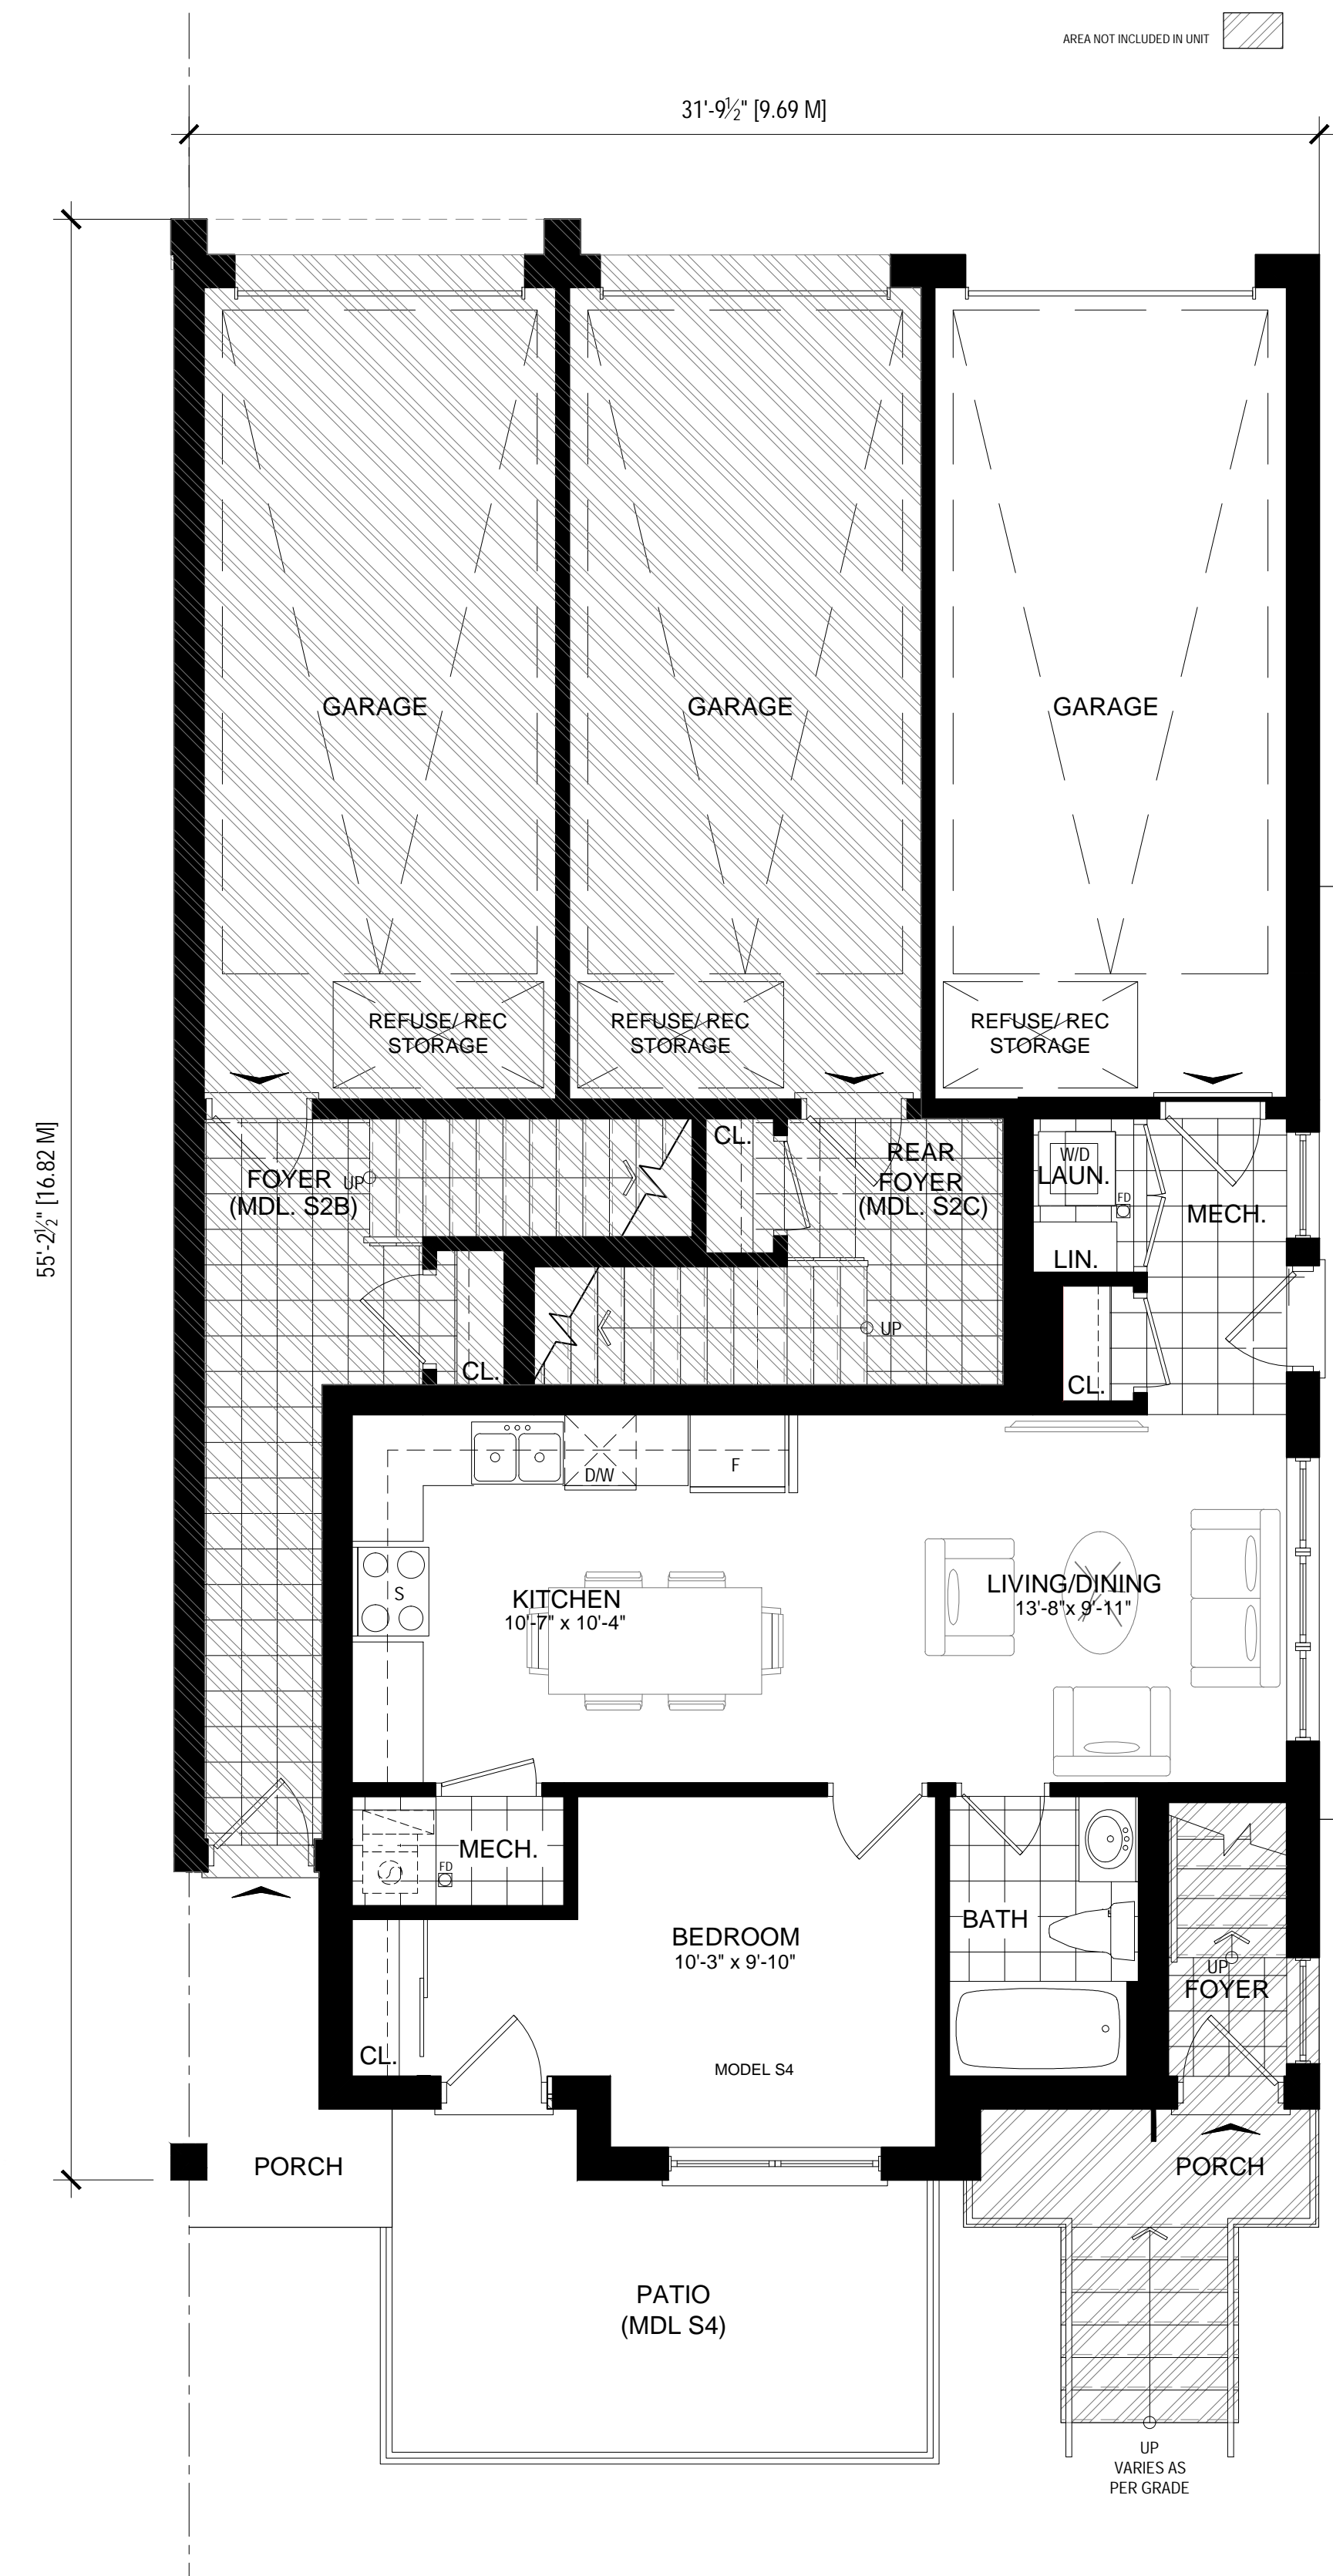 AREA NOT INCLUDED IN UNIT
31'-9½" [9.69 M]
55'-2½" [16.82 M]
GARAGE
GARAGE
GARAGE
REFUSE/ REC
STORAGE
REFUSE/ REC
STORAGE
REFUSE/ REC
STORAGE
FOYER
(MDL. S2B)
UP
CL.
REAR
FOYER
(MDL. S2C)
W/D
LAUN.
FD
MECH.
LIN.
UP
CL.
CL.
D/W
F
S
KITCHEN
10'-7" x 10'-4"
LIVING/DINING
13'-8"x 9'-11"
MECH.
FD
BATH
BEDROOM
10'-3" x 9'-10"
UP
FOYER
CL.
MODEL S4
PORCH
PORCH
PATIO
(MDL S4)
UP
VARIES AS
PER GRADE